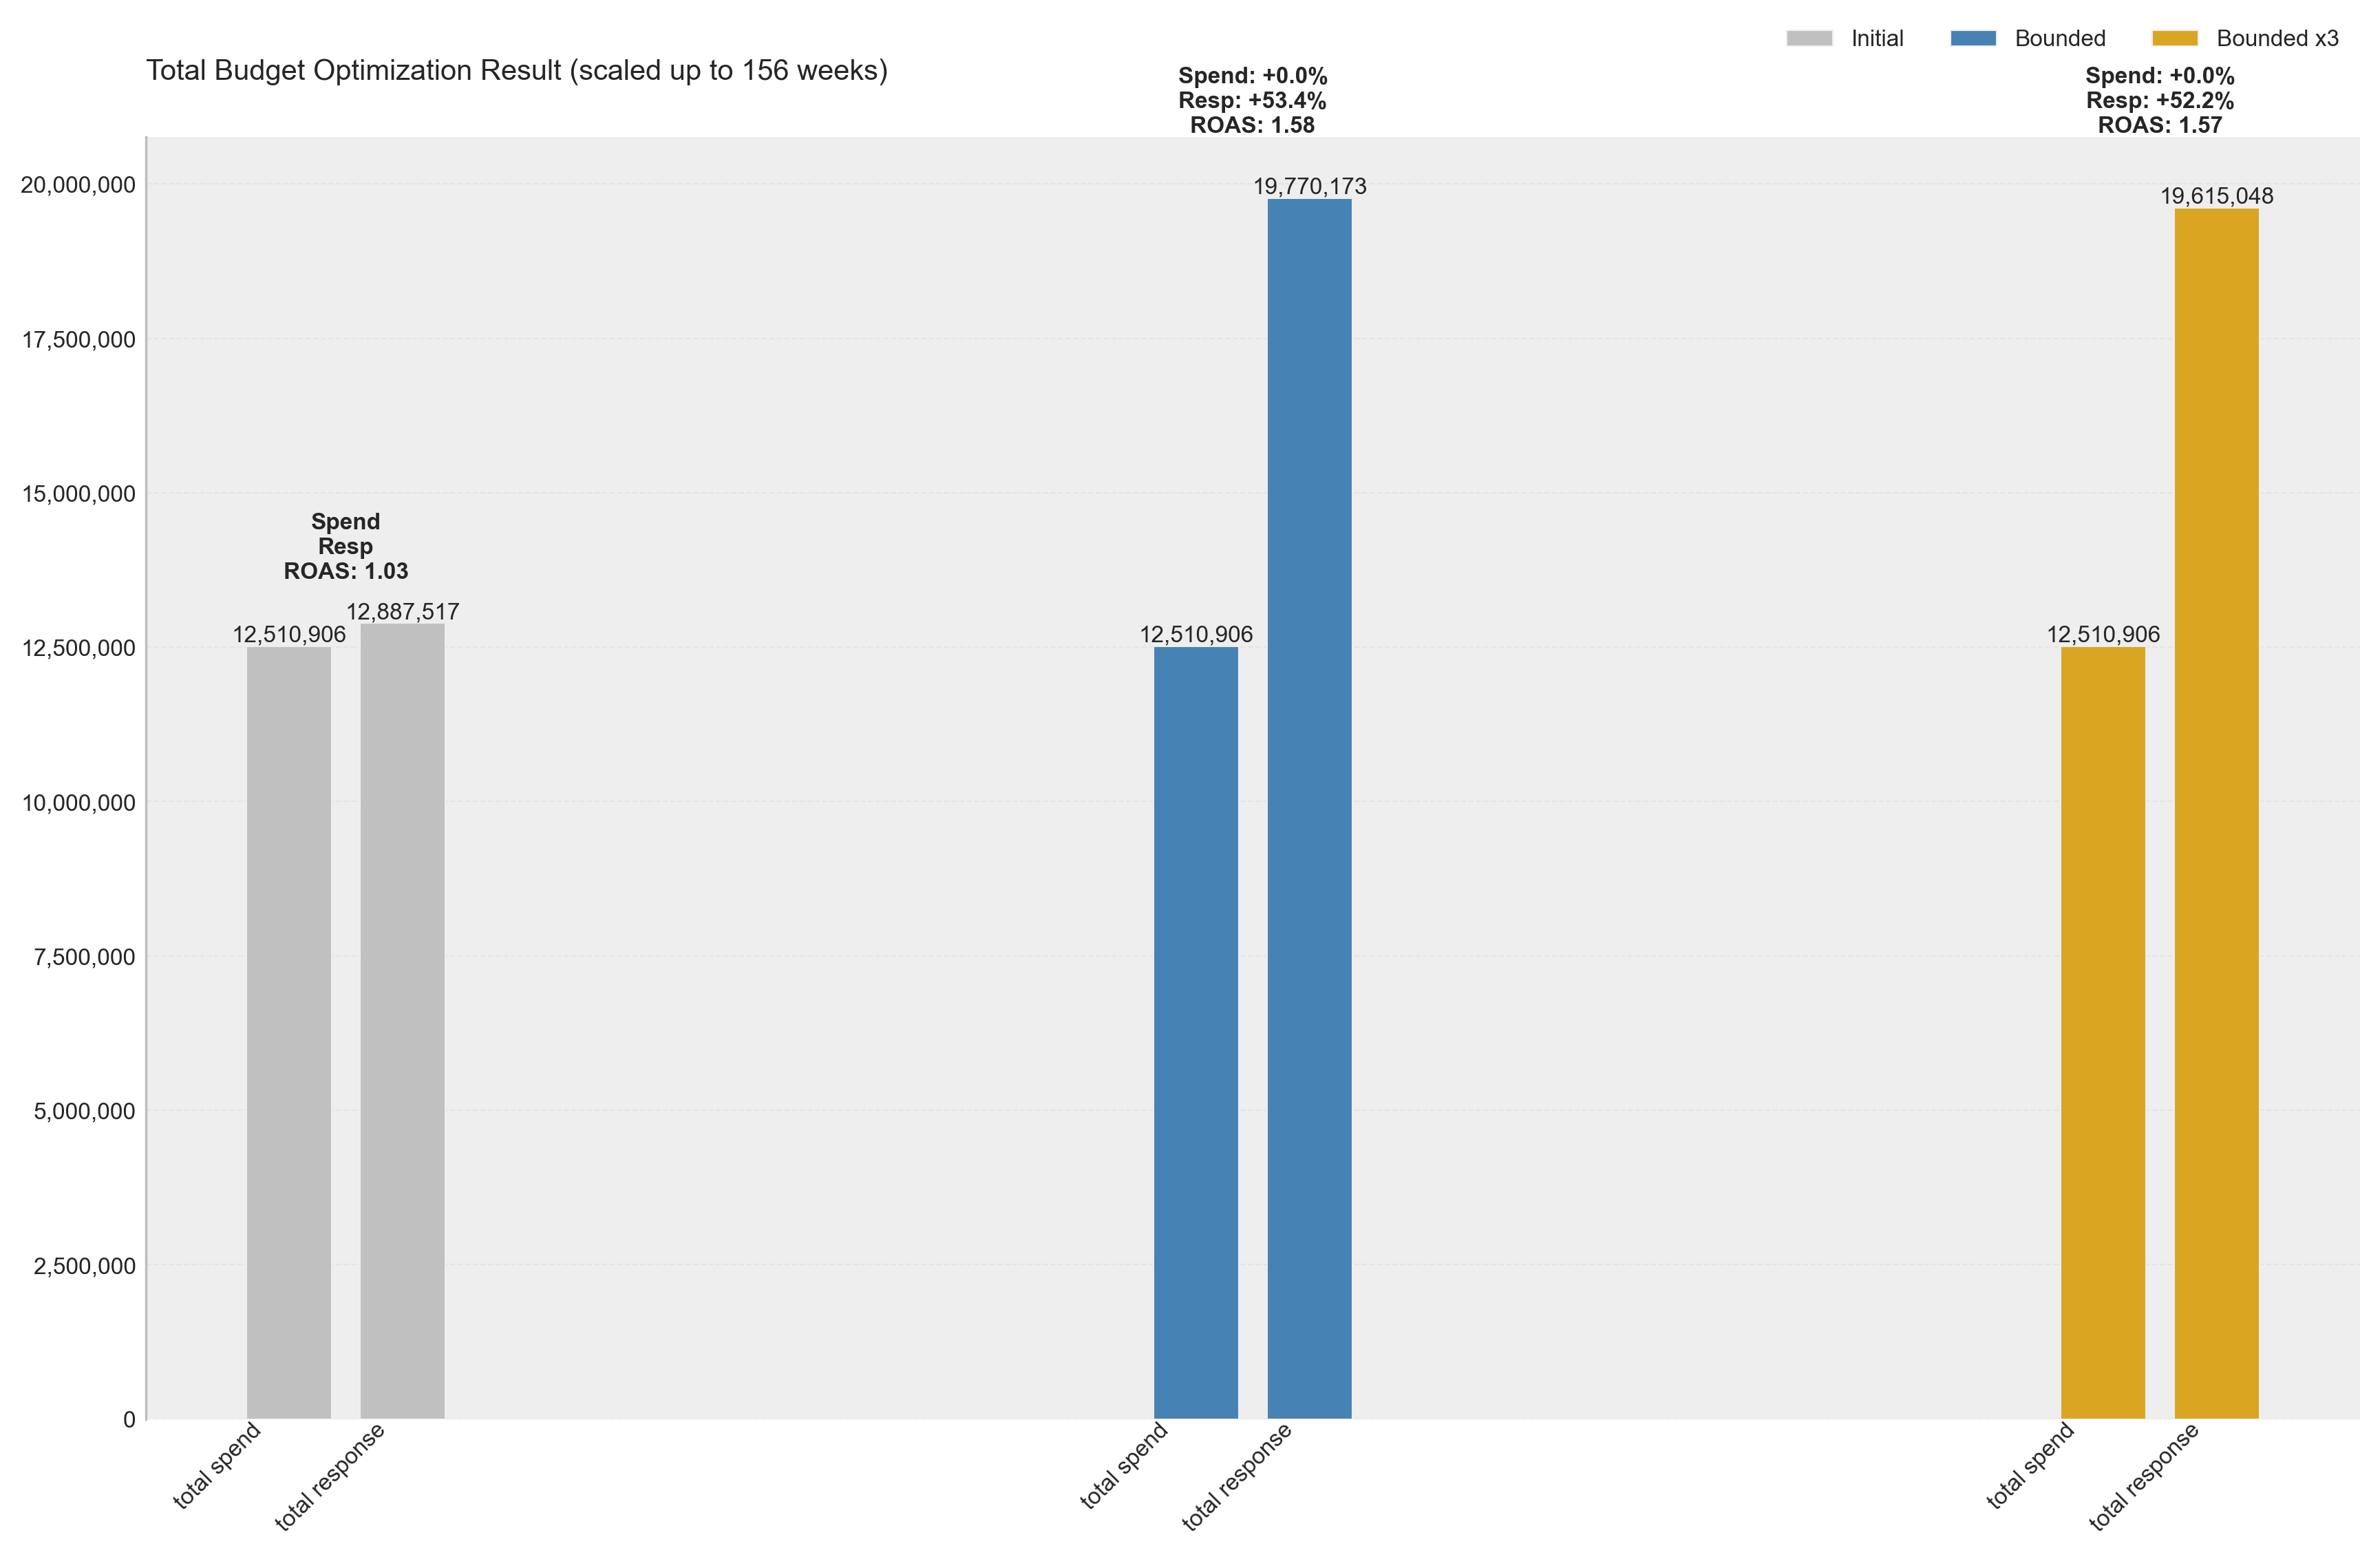 Initial
Bounded
Bounded x3
Total Budget Optimization Result (scaled up to 156 weeks)
Spend: +0.0%
Resp: +53.4%
ROAS: 1.58
Spend: +0.0%
Resp: +52.2%
ROAS: 1.57
20,000,000
17,500,000
15,000,000
12,500,000
10,000,000
7,500,000
5,000,000
2,500,000
0
Spend
Resp
ROAS: 1.03
12,510,906
12,887,517
12,510,906
19,770,173
12,510,906
19,615,048
total spend
total response
total spend
total response
total spend
total response